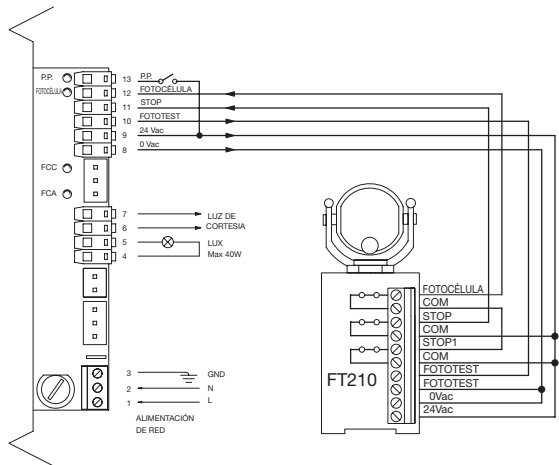 P.P.
13
P.P.
FOTOCÉLULA
12
FOTOCÉLULA
11
STOP
10
FOTOTEST
9
24 Vac
8
0 Vac
FCC
FCA
7
LUZ DE
6
CORTESIA
5
LUX
4
Max 40W
3
GND
2
N
1
L
ALIMENTACIÓN
DE RED
FT210
FOTOCÉLULA
COM
STOP
COM
STOP1
COM
FOTOTEST
FOTOTEST
0Vac
24Vac